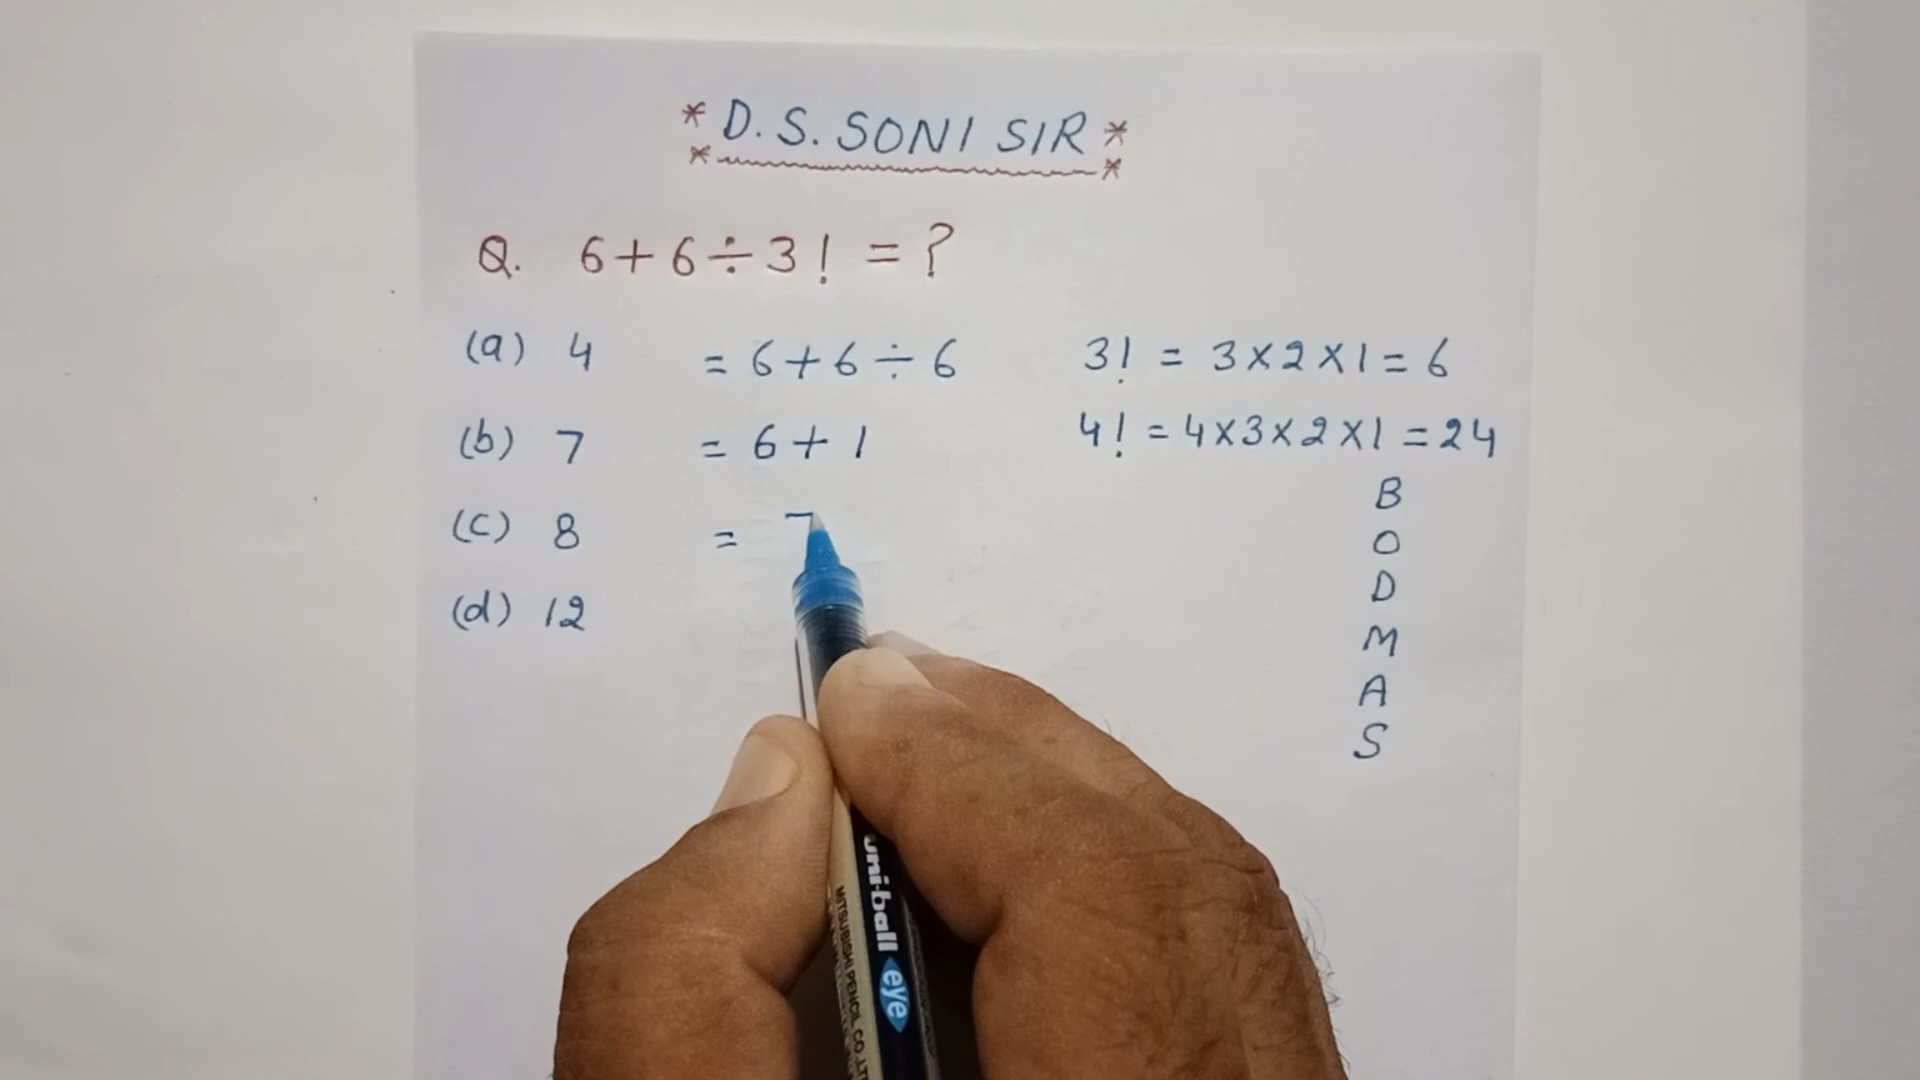 * D. S. SONI SIR *
* *
Q. 6+6÷3! = ?
(a) 4 = 6+6÷6 3! = 3×2×1=6
(b) 7 = 6+1 4! = 4×3×2×1 =24
(c) 8 = 7
(d) 12
B
O
D
M
A
S
uni-ball eye
MITSUBISHI PENCIL CO.,LT